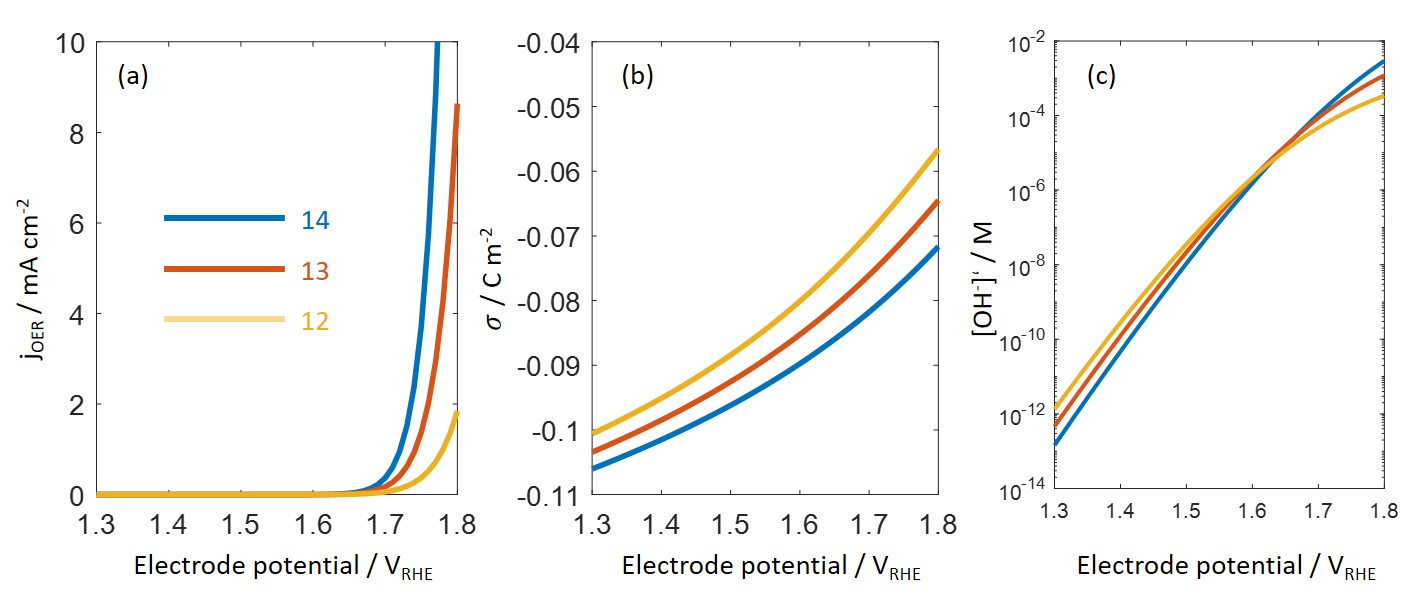 (a)
10
8
6
4
2
0
14
13
12
1.3 1.4 1.5 1.6 1.7 1.8
j_OER / mA cm⁻²
Electrode potential / V_RHE
(b)
-0.04
-0.05
-0.06
-0.07
-0.08
-0.09
-0.1
-0.11
1.3 1.4 1.5 1.6 1.7 1.8
σ / C m⁻²
Electrode potential / V_RHE
(c)
10⁻²
10⁻⁴
10⁻⁶
10⁻⁸
10⁻¹⁰
10⁻¹²
10⁻¹⁴
1.3 1.4 1.5 1.6 1.7 1.8
[OH⁻]‘ / M
Electrode potential / V_RHE